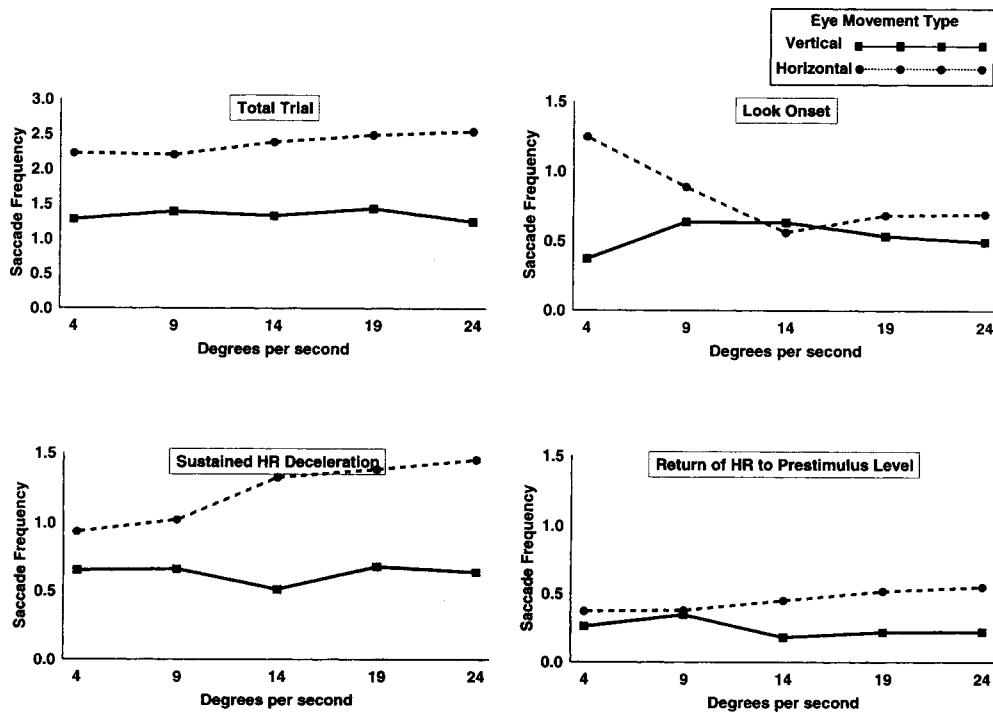 Eye Movement Type
Vertical
Horizontal
Total Trial
3.0
2.5
2.0
1.5
1.0
0.5
0.0
Saccade Frequency
4 9 14 19 24
Degrees per second
Look Onset
1.5
1.0
0.5
0.0
Saccade Frequency
4 9 14 19 24
Degrees per second
Sustained HR Deceleration
1.5
1.0
0.5
0.0
Saccade Frequency
4 9 14 19 24
Degrees per second
Return of HR to Prestimulus Level
1.5
1.0
0.5
0.0
Saccade Frequency
4 9 14 19 24
Degrees per second